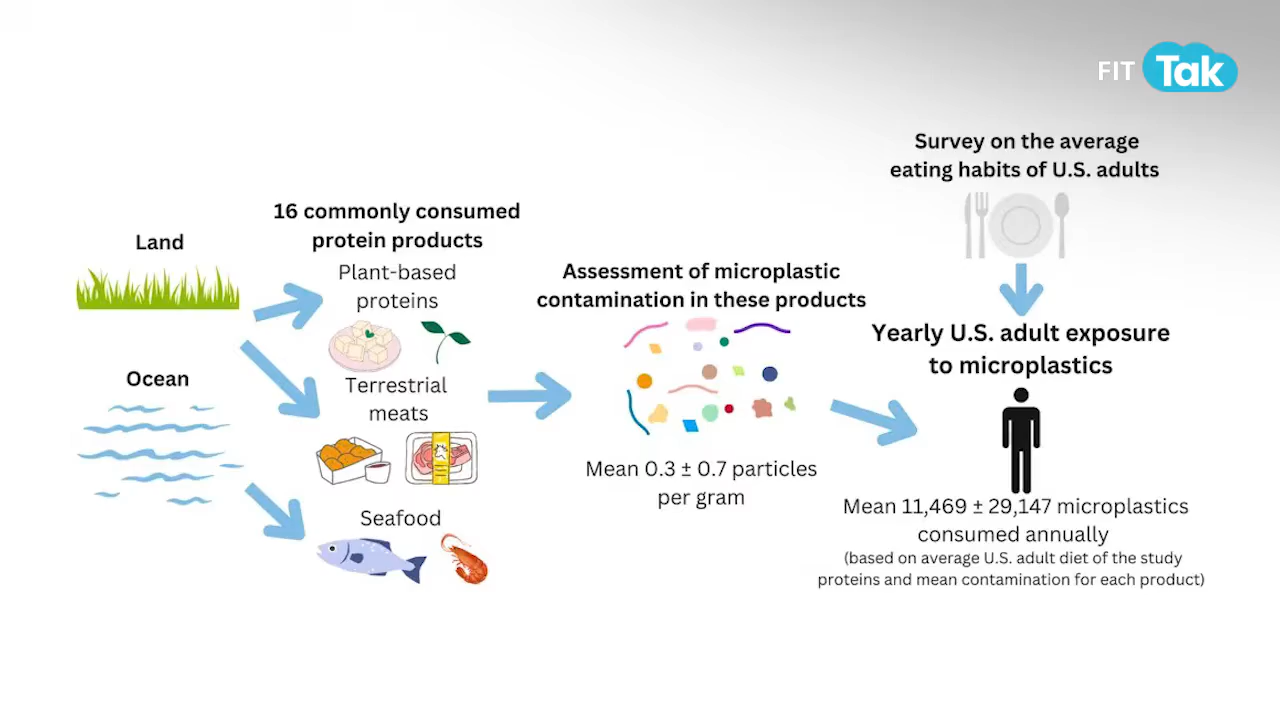 FIT Tak
Land
Ocean
16 commonly consumed
protein products
Plant-based
proteins
Terrestrial
meats
Seafood
Assessment of microplastic
contamination in these products
Mean 0.3 ± 0.7 particles
per gram
Survey on the average
eating habits of U.S. adults
Yearly U.S. adult exposure
to microplastics
Mean 11,469 ± 29,147 microplastics
consumed annually
(based on average U.S. adult diet of the study
proteins and mean contamination for each product)